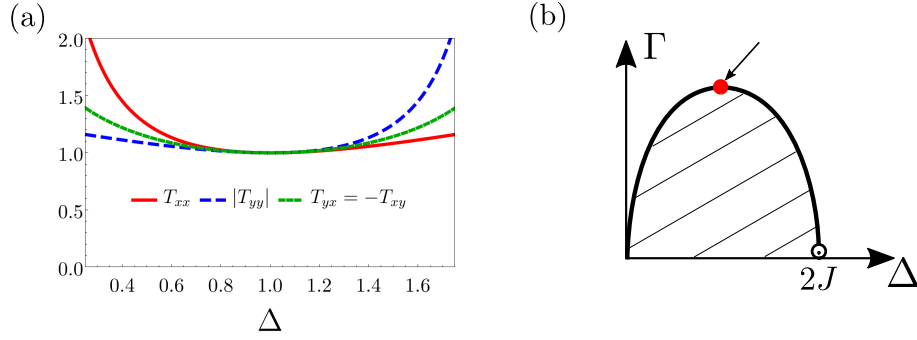 (a)
2.0
1.5
1.0
0.5
0.0
T_xx |T_yy| T_yx = −T_xy
0.4 0.6 0.8 1.0 1.2 1.4 1.6
Δ
(b)
Γ
2J
Δ